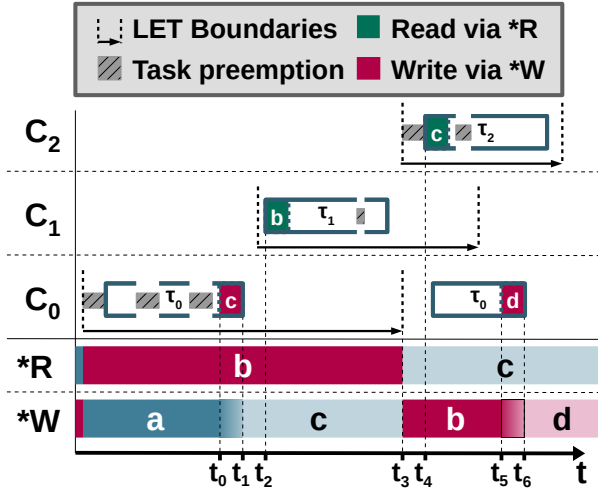 LET Boundaries Read via *R
Task preemption Write via *W
C₂ c τ₂
C₁ b τ₁
C₀ τ₀ c τ₀ d
*R b c
*W a c b d
t₀ t₁ t₂ t₃ t₄ t₅ t₆ t